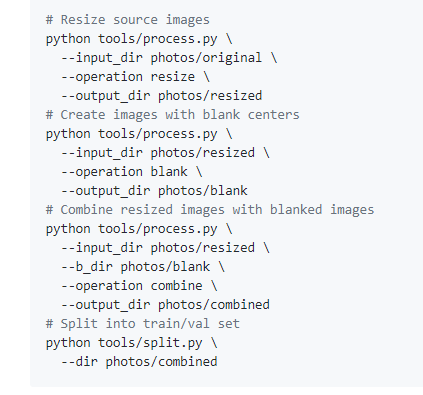 # Resize source images
python tools/process.py \
  --input_dir photos/original \
  --operation resize \
  --output_dir photos/resized
# Create images with blank centers
python tools/process.py \
  --input_dir photos/resized \
  --operation blank \
  --output_dir photos/blank
# Combine resized images with blanked images
python tools/process.py \
  --input_dir photos/resized \
  --b_dir photos/blank \
  --operation combine \
  --output_dir photos/combined
# Split into train/val set
python tools/split.py \
  --dir photos/combined